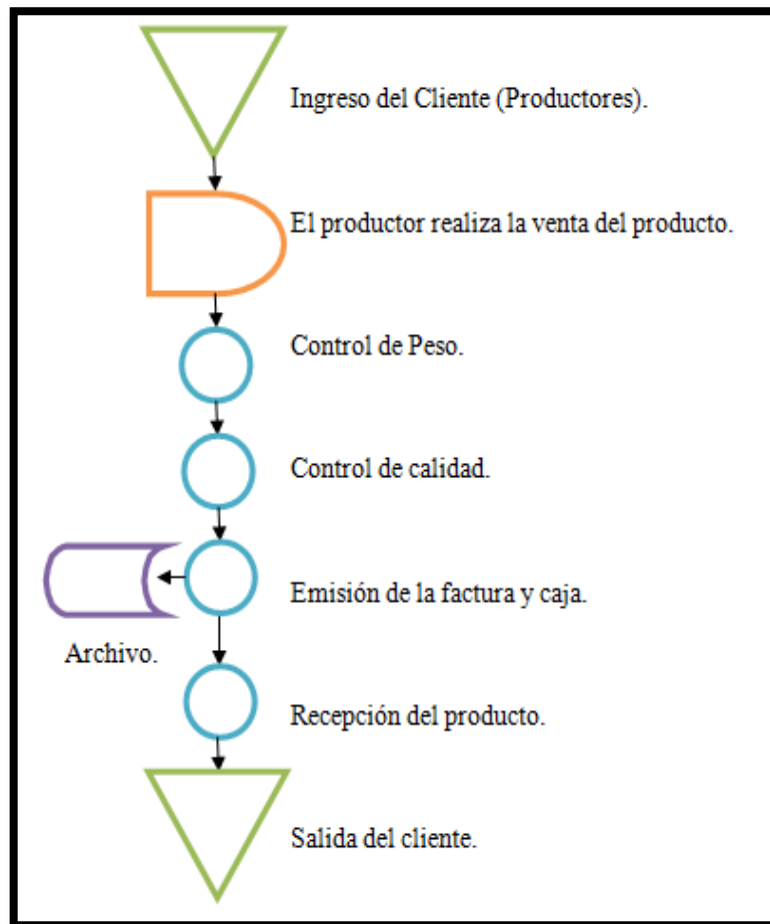 Ingreso del Cliente (Productores).
El productor realiza la venta del producto.
Control de Peso.
Control de calidad.
Emisión de la factura y caja.
Archivo.
Recepción del producto.
Salida del cliente.